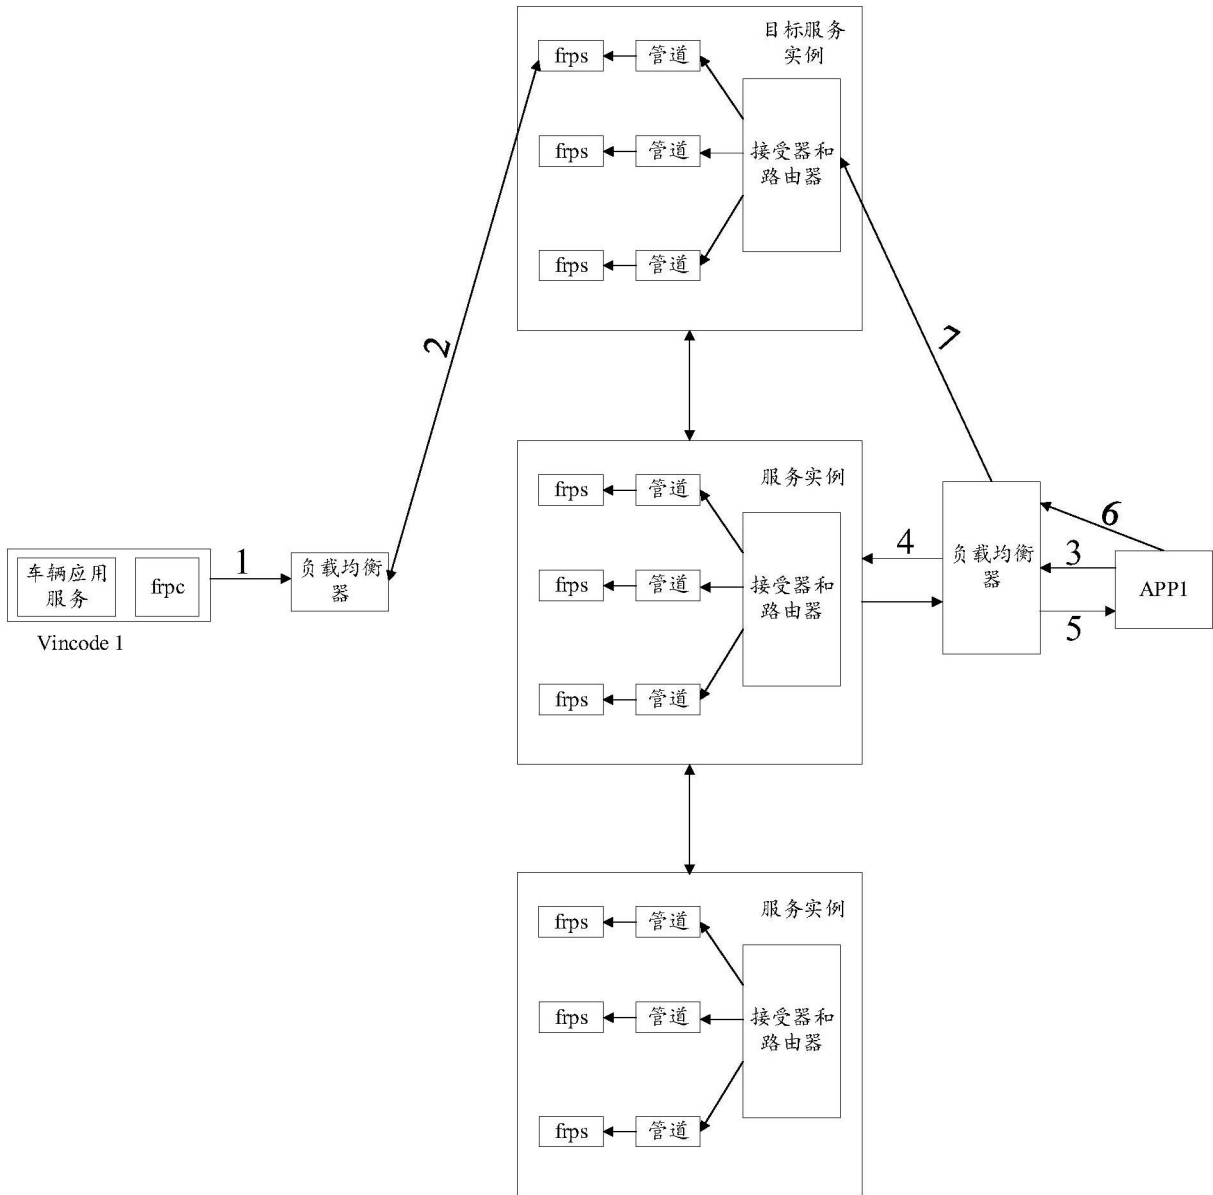 目标服务
实例
frps
管道
frps
管道
接受器和
路由器
frps
管道
2
7
服务实例
frps
管道
frps
管道
接受器和
路由器
frps
管道
车辆应用
服务
frpc
Vincode 1
1
负载均衡
器
4
负载均衡
器
6
3
5
APP1
服务实例
frps
管道
frps
管道
接受器和
路由器
frps
管道